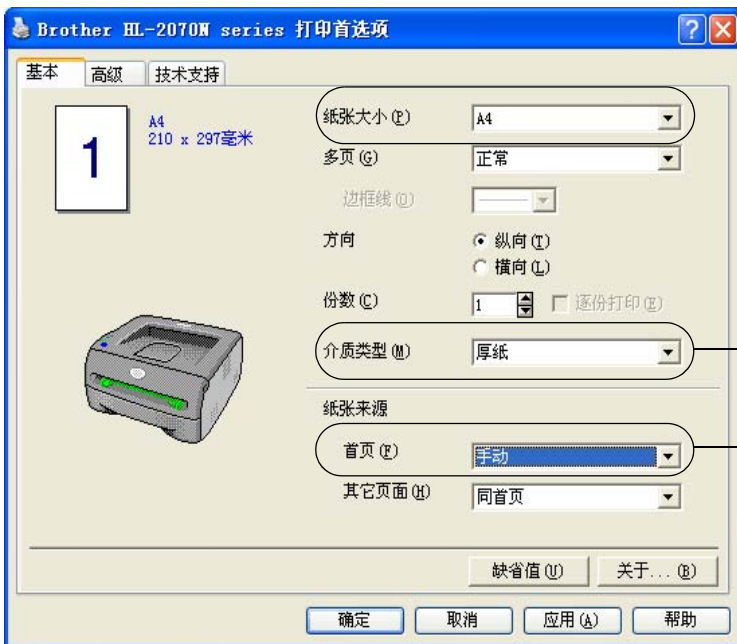 Brother HL-2070N series 打印首选项
基本 高级 技术支持
1
A4
210 x 297毫米
纸张大小(P) A4
多页(G) 正常
边框线(O)
方向 纵向(T)
横向(L)
份数(C) 1 逐份打印(E)
介质类型(M) 厚纸
纸张来源
首页(F) 手动
其它页面(H) 同首页
缺省值(U) 关于...(B)
确定 取消 应用(A) 帮助